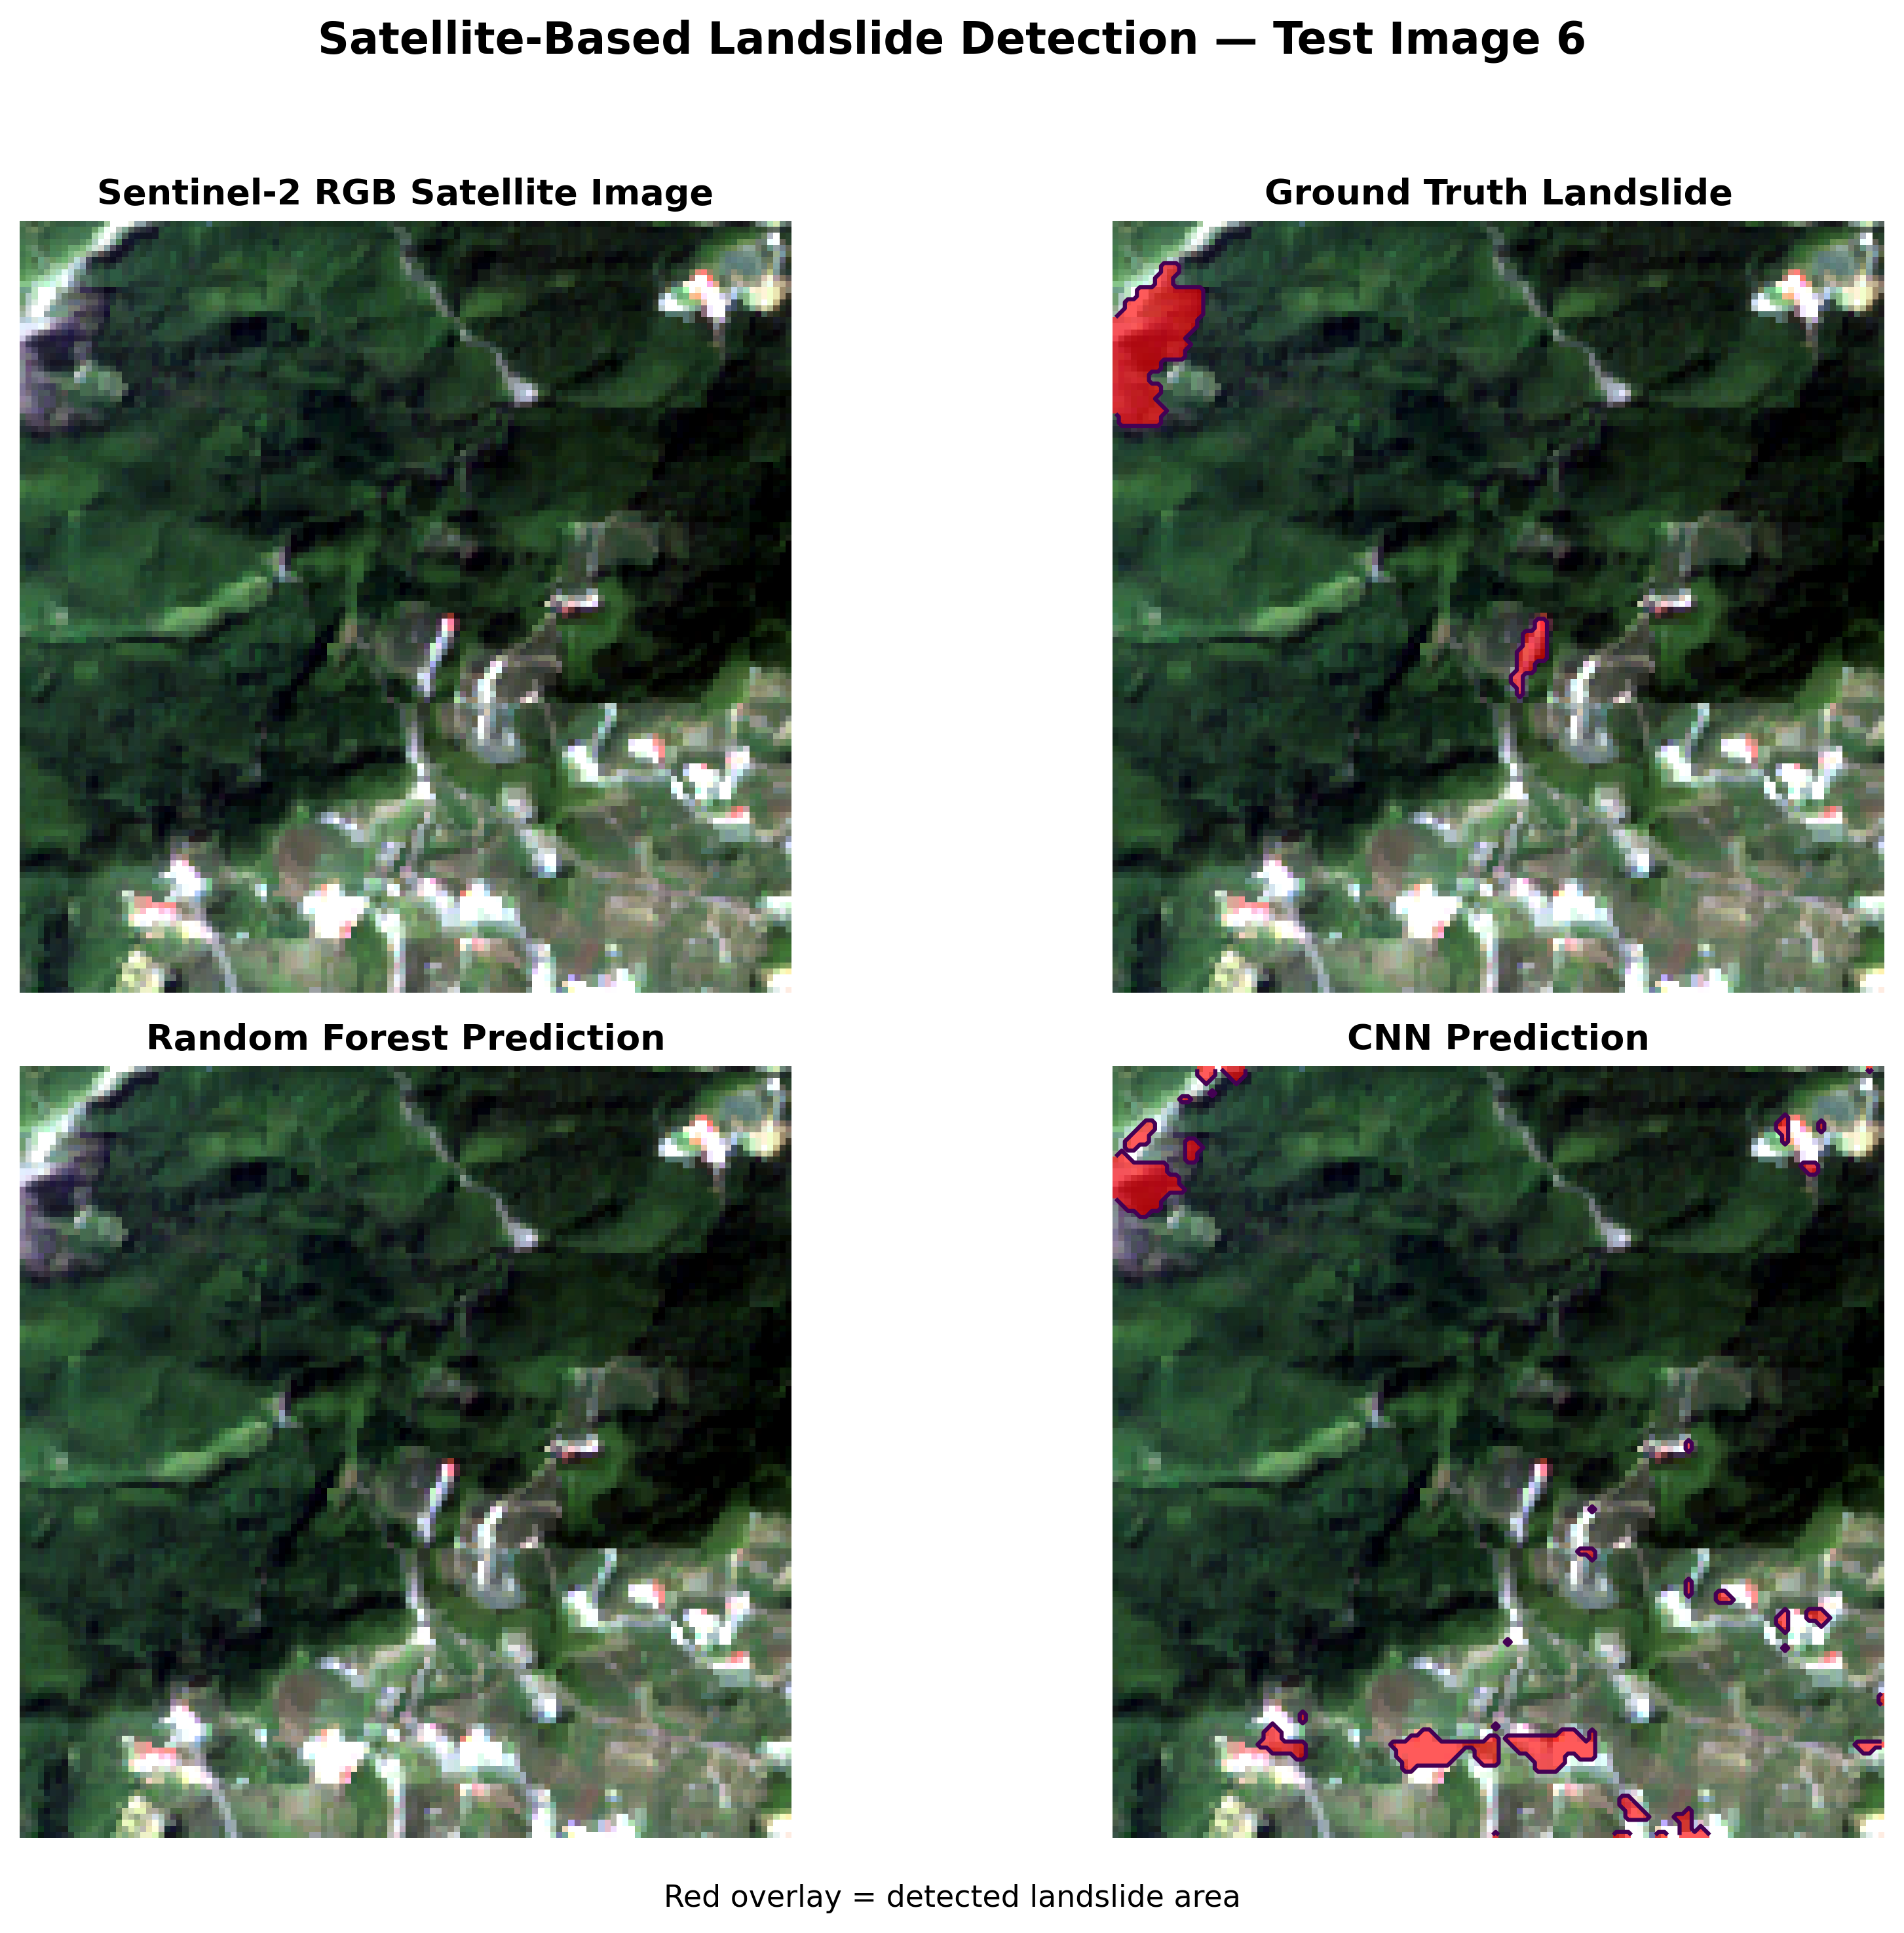 Satellite-Based Landslide Detection — Test Image 6
Sentinel-2 RGB Satellite Image
Ground Truth Landslide
Random Forest Prediction
CNN Prediction
Red overlay = detected landslide area